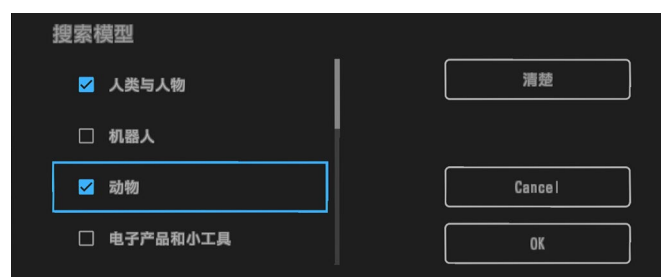 搜索模型
人类与人物
清楚
机器人
动物
Cancel
电子产品和小工具
OK